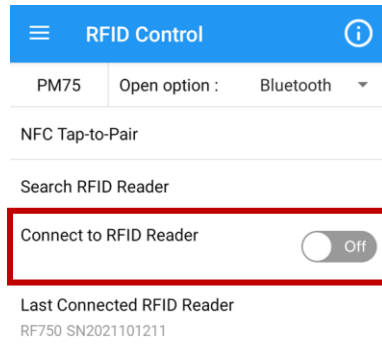 RFID Control
PM75 Open option : Bluetooth
NFC Tap-to-Pair
Search RFID Reader
Connect to RFID Reader Off
Last Connected RFID Reader
RF750 SN2021101211